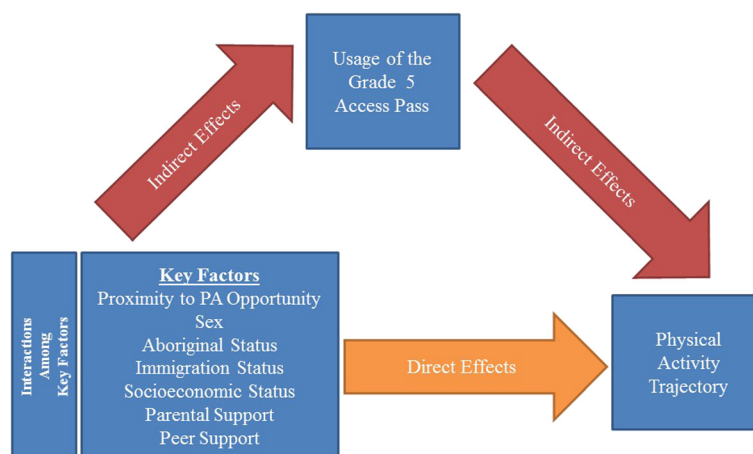 Usage of the
Grade 5
Access Pass
Indirect Effects
Indirect Effects
Interactions
Among
Key Factors
Key Factors
Proximity to PA Opportunity
Sex
Aboriginal Status
Immigration Status
Socioeconomic Status
Parental Support
Peer Support
Direct Effects
Physical
Activity
Trajectory